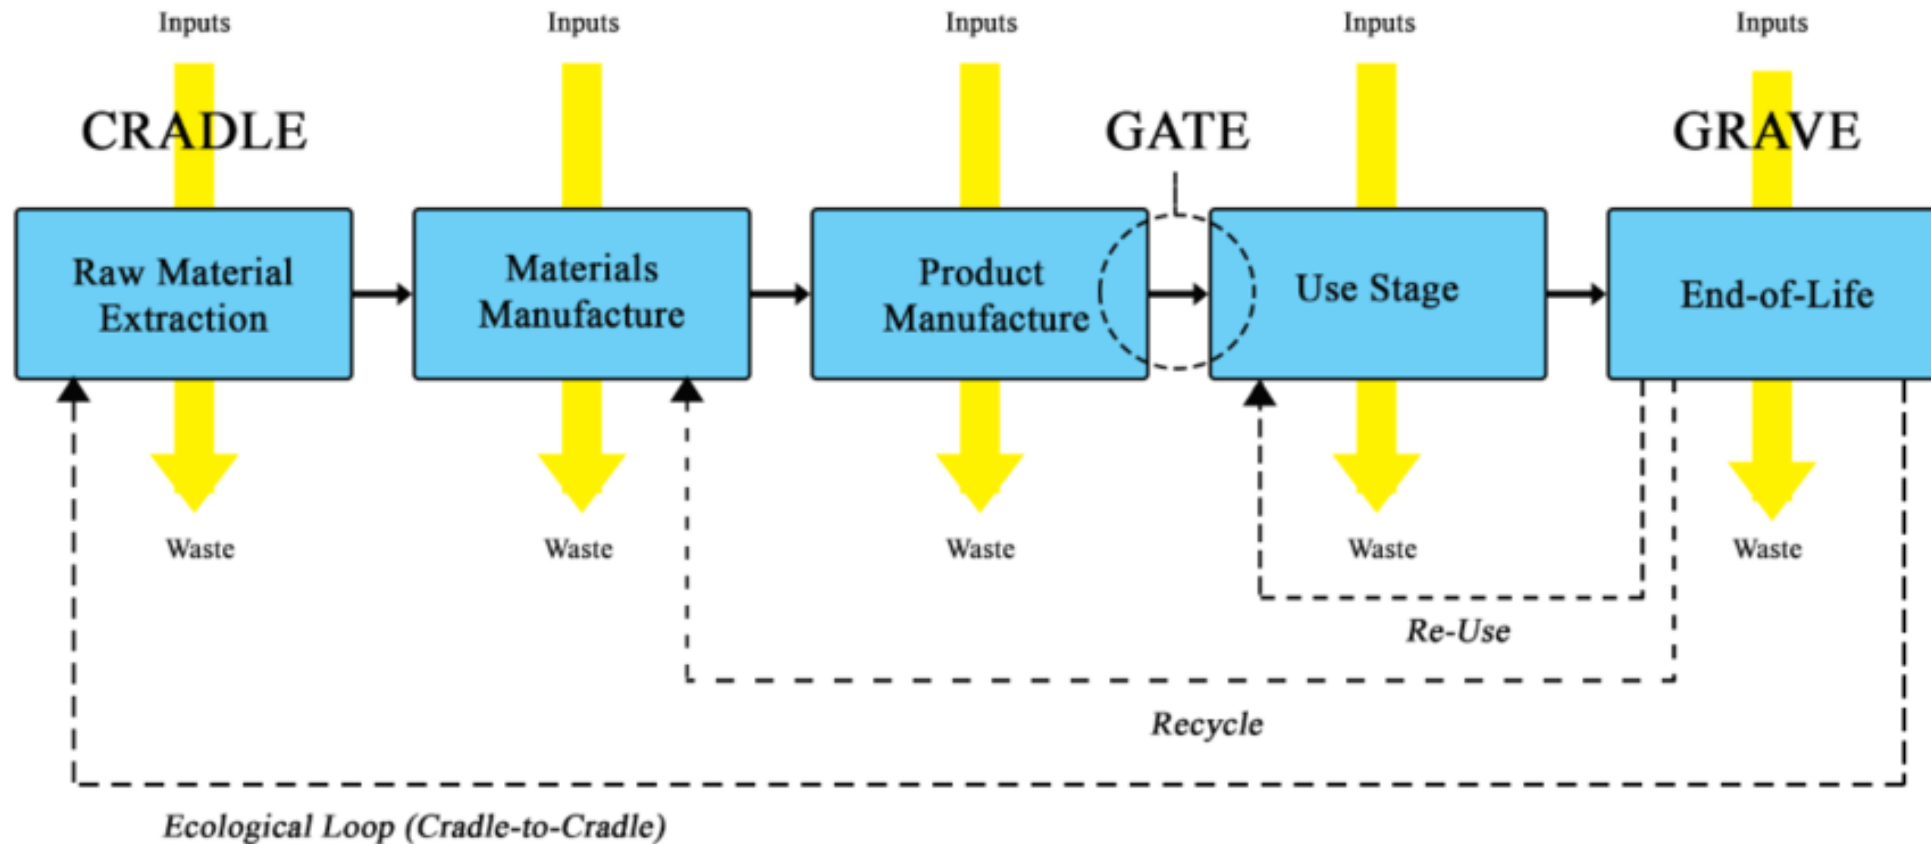 Inputs
Inputs
Inputs
Inputs
Inputs
CRADLE
GATE
GRAVE
Raw Material
Extraction
Materials
Manufacture
Product
Manufacture
Use Stage
End-of-Life
Waste
Waste
Waste
Waste
Waste
Re-Use
Recycle
Ecological Loop (Cradle-to-Cradle)